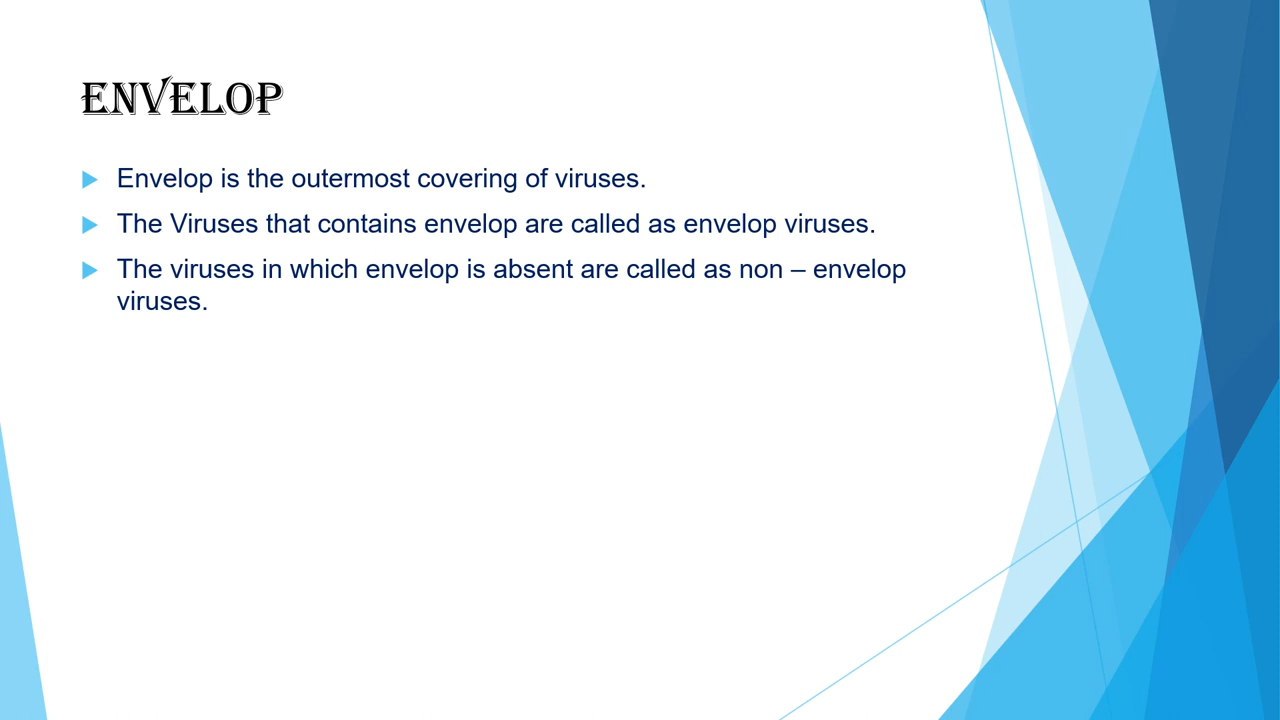 ENVELOP
Envelop is the outermost covering of viruses.
The Viruses that contains envelop are called as envelop viruses.
The viruses in which envelop is absent are called as non – envelop
viruses.